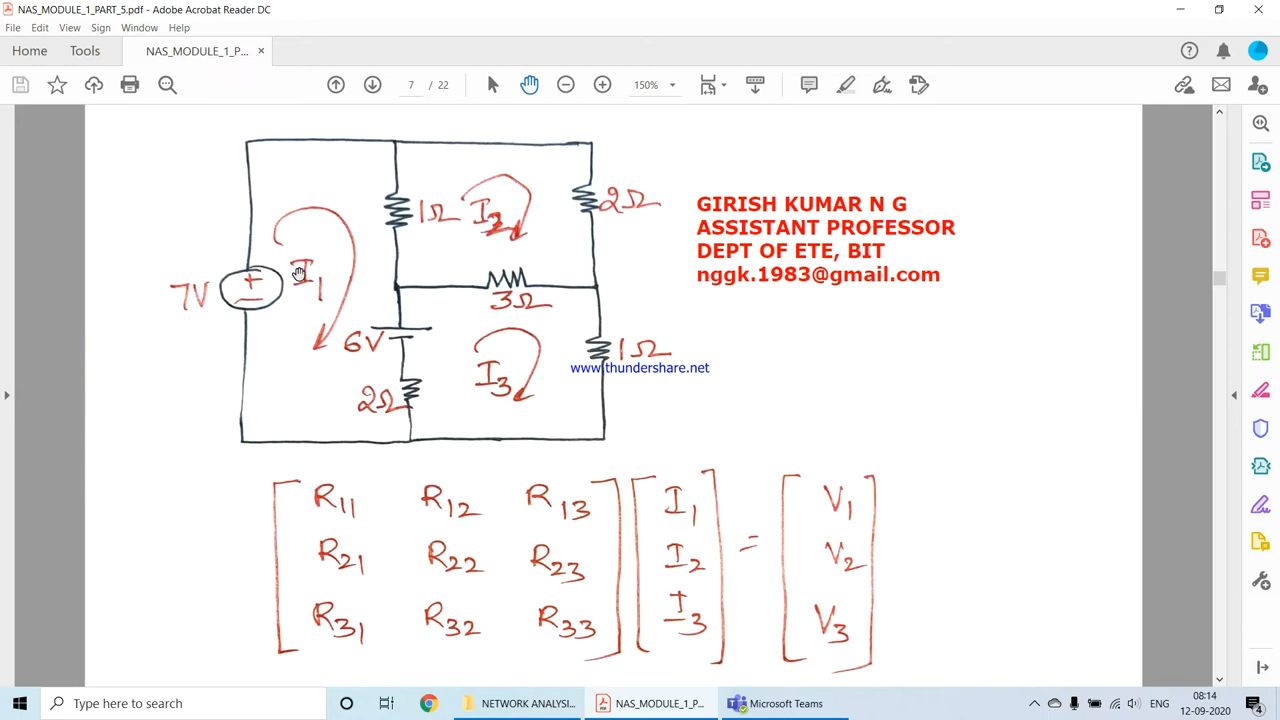 NAS_MODULE_1_PART_5.pdf - Adobe Acrobat Reader DC
File Edit View Sign Window Help
Home Tools NAS_MODULE_1_P... ×
7 / 22 150%
1Ω I2 2Ω
GIRISH KUMAR N G
ASSISTANT PROFESSOR
DEPT OF ETE, BIT
nggk.1983@gmail.com
7V + − I1 3Ω
6V 1Ω
www.thundershare.net
2Ω I3
R11 R12 R13 I1 = V1
R21 R22 R23 I2 V2
R31 R32 R33 I3 V3
Type here to search
NETWORK ANALYSI...
NAS_MODULE_1_P...
Microsoft Teams
ENG
08:14
12-09-2020
4